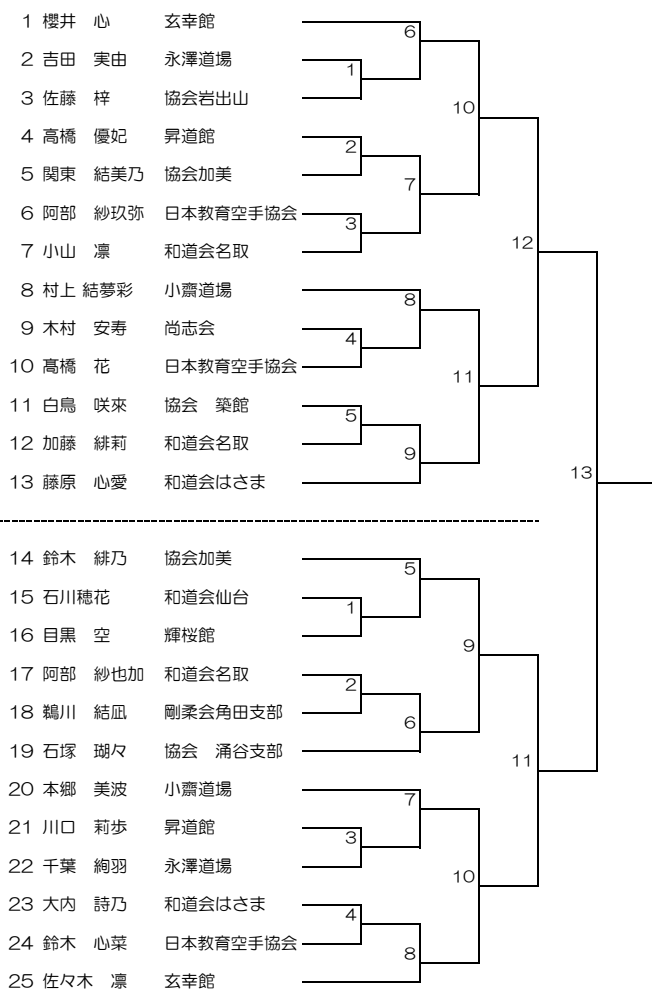 1 櫻井 心 玄幸館
6
2 吉田 実由 永澤道場
1
3 佐藤 梓 協会岩出山
10
4 高橋 優妃 昇道館
2
5 関東 結美乃 協会加美
7
6 阿部 紗玖弥 日本教育空手協会
3
7 小山 凛 和道会名取
12
8 村上 結夢彩 小齋道場
8
9 木村 安寿 尚志会
4
10 髙橋 花 日本教育空手協会
11
11 白鳥 咲來 協会 築館
5
12 加藤 緋莉 和道会名取
9
13 藤原 心愛 和道会はさま
13
14 鈴木 緋乃 協会加美
5
15 石川穂花 和道会仙台
1
16 目黒 空 輝桜館
9
17 阿部 紗也加 和道会名取
2
18 鵜川 結凪 剛柔会角田支部
6
19 石塚 瑚々 協会 涌谷支部
11
20 本郷 美波 小齋道場
7
21 川口 莉歩 昇道館
3
22 千葉 絢羽 永澤道場
10
23 大内 詩乃 和道会はさま
4
24 鈴木 心菜 日本教育空手協会
8
25 佐々木 凛 玄幸館